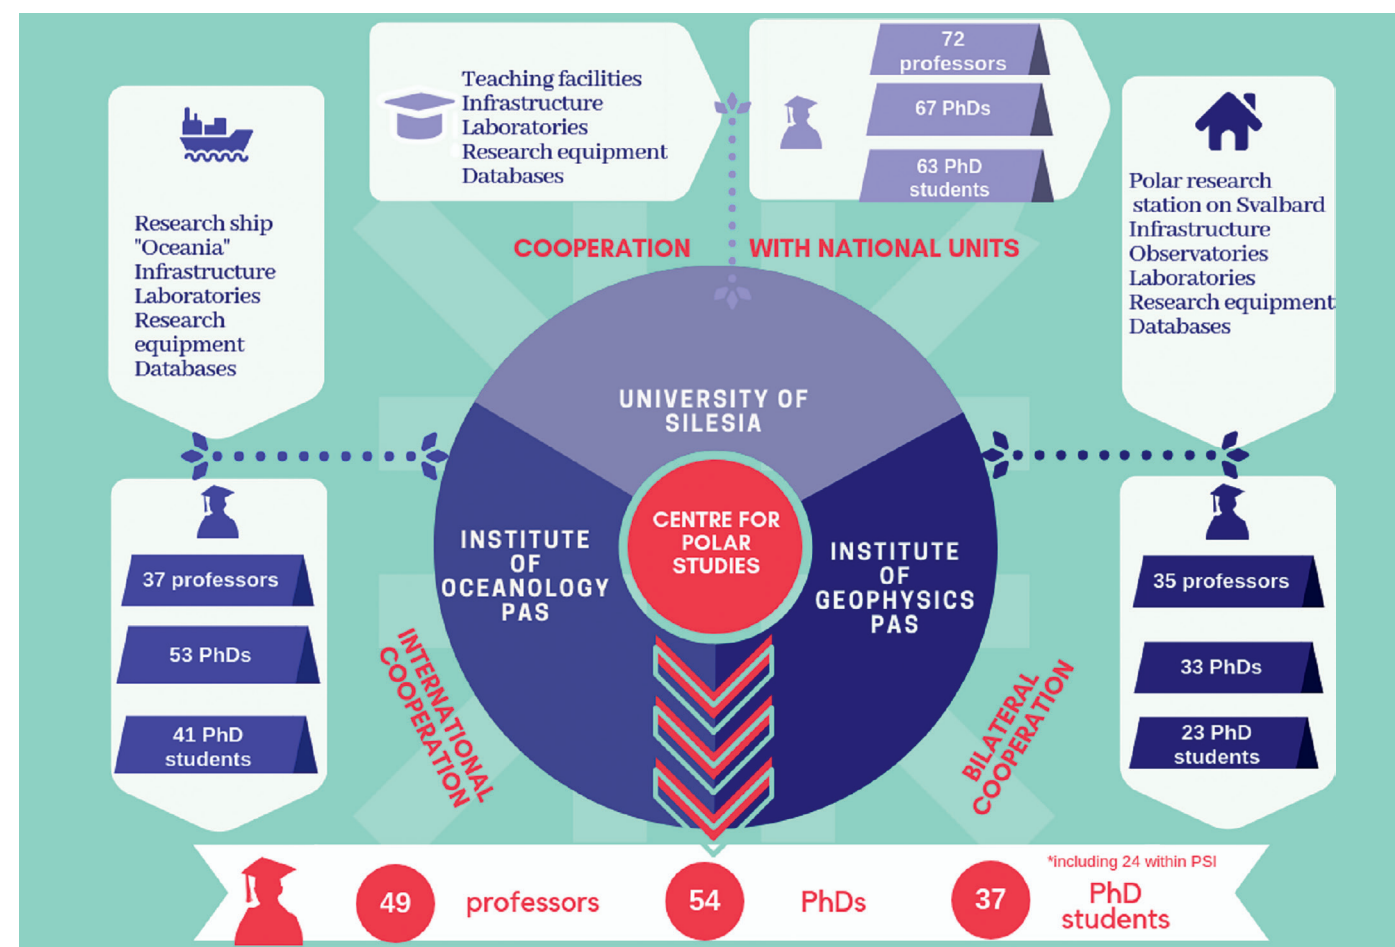 Teaching facilities
Infrastructure
Laboratories
Research equipment
Databases
72
professors
67 PhDs
63 PhD
students
Research ship
"Oceania"
Infrastructure
Laboratories
Research
equipment
Databases
Polar research
station on Svalbard
Infrastructure
Observatories
Laboratories
Research equipment
Databases
COOPERATION WITH NATIONAL UNITS
UNIVERSITY OF
SILESIA
CENTRE FOR
POLAR
STUDIES
INSTITUTE
OF
OCEANOLOGY
PAS
INSTITUTE
OF
GEOPHYSICS
PAS
37 professors
53 PhDs
41 PhD
students
35 professors
33 PhDs
23 PhD
students
INTERNATIONAL
COOPERATION
BILATERAL
COOPERATION
49 professors
54 PhDs
37
*including 24 within PSI
PhD
students